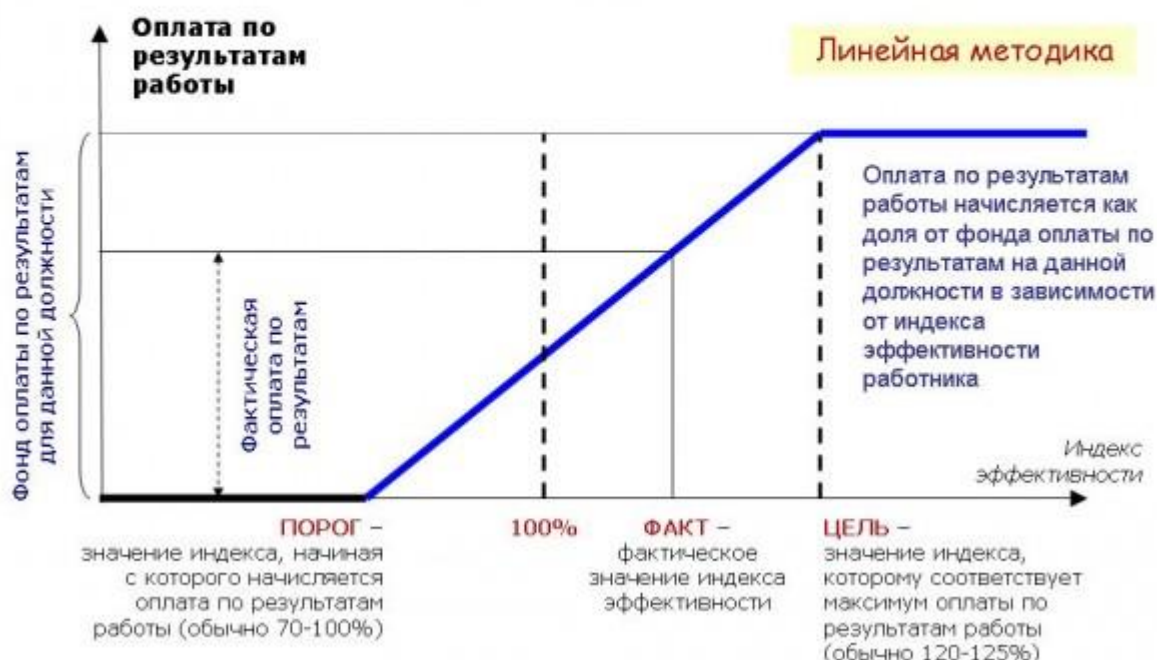 Оплата по
результатам
работы
Линейная методика
Фонд оплаты по результатам
для данной должности
Фактическая
оплата по
результатам
Оплата по результатам
работы начисляется как
доля от фонда оплаты по
результатам на данной
должности в зависимости
от индекса
эффективности
работника
Индекс
эффективности
ПОРОГ –
значение индекса, начиная
с которого начисляется
оплата по результатам
работы (обычно 70-100%)
100%
ФАКТ –
фактическое
значение индекса
эффективности
ЦЕЛЬ –
значение индекса,
которому соответствует
максимум оплаты по
результатам работы
(обычно 120-125%)